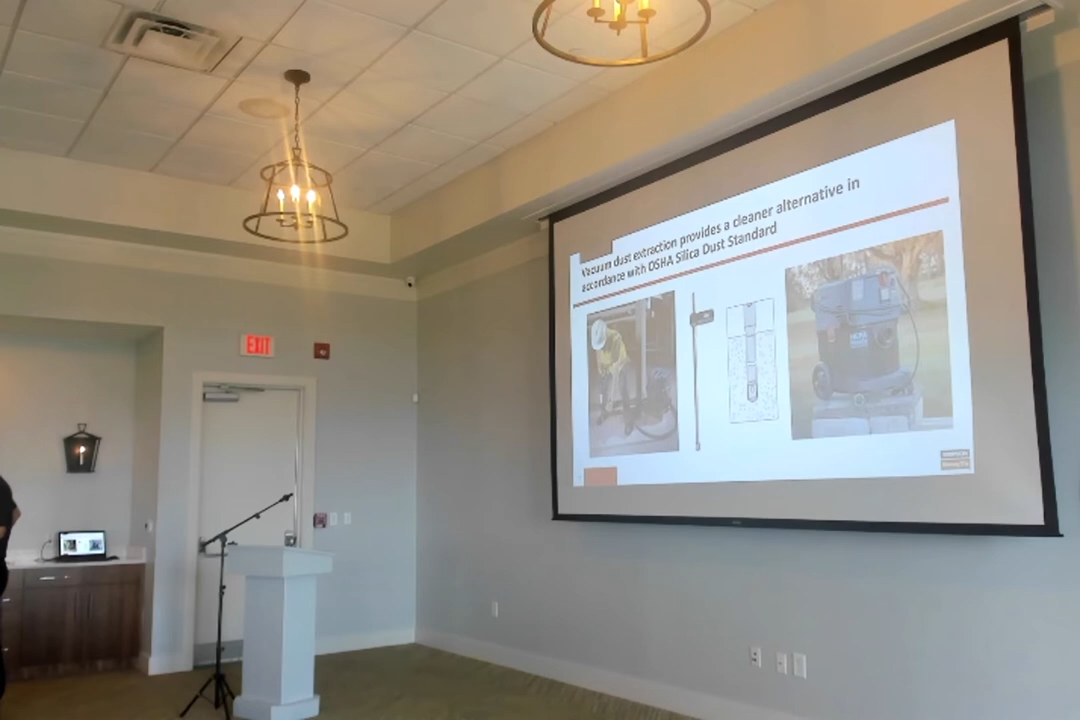 Vacuum dust extraction provides a cleaner alternative in
accordance with OSHA Silica Dust Standard
EXIT